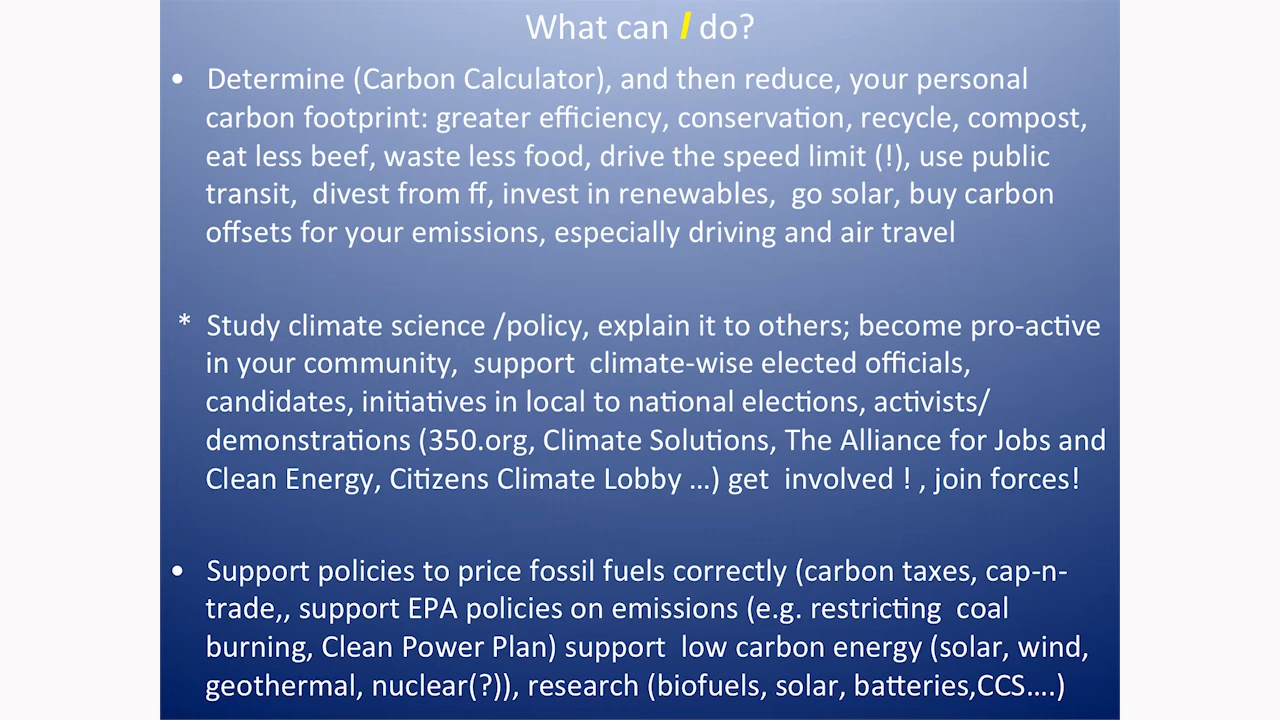 What can I do?
• Determine (Carbon Calculator), and then reduce, your personal
carbon footprint: greater efficiency, conservation, recycle, compost,
eat less beef, waste less food, drive the speed limit (!), use public
transit,  divest from ff, invest in renewables,  go solar, buy carbon
offsets for your emissions, especially driving and air travel
* Study climate science /policy, explain it to others; become pro-active
in your community,  support  climate-wise elected officials,
candidates, initiatives in local to national elections, activists/
demonstrations (350.org, Climate Solutions, The Alliance for Jobs and
Clean Energy, Citizens Climate Lobby …) get  involved ! , join forces!
• Support policies to price fossil fuels correctly (carbon taxes, cap-n-
trade,, support EPA policies on emissions (e.g. restricting  coal
burning, Clean Power Plan) support  low carbon energy (solar, wind,
geothermal, nuclear(?)), research (biofuels, solar, batteries,CCS….)